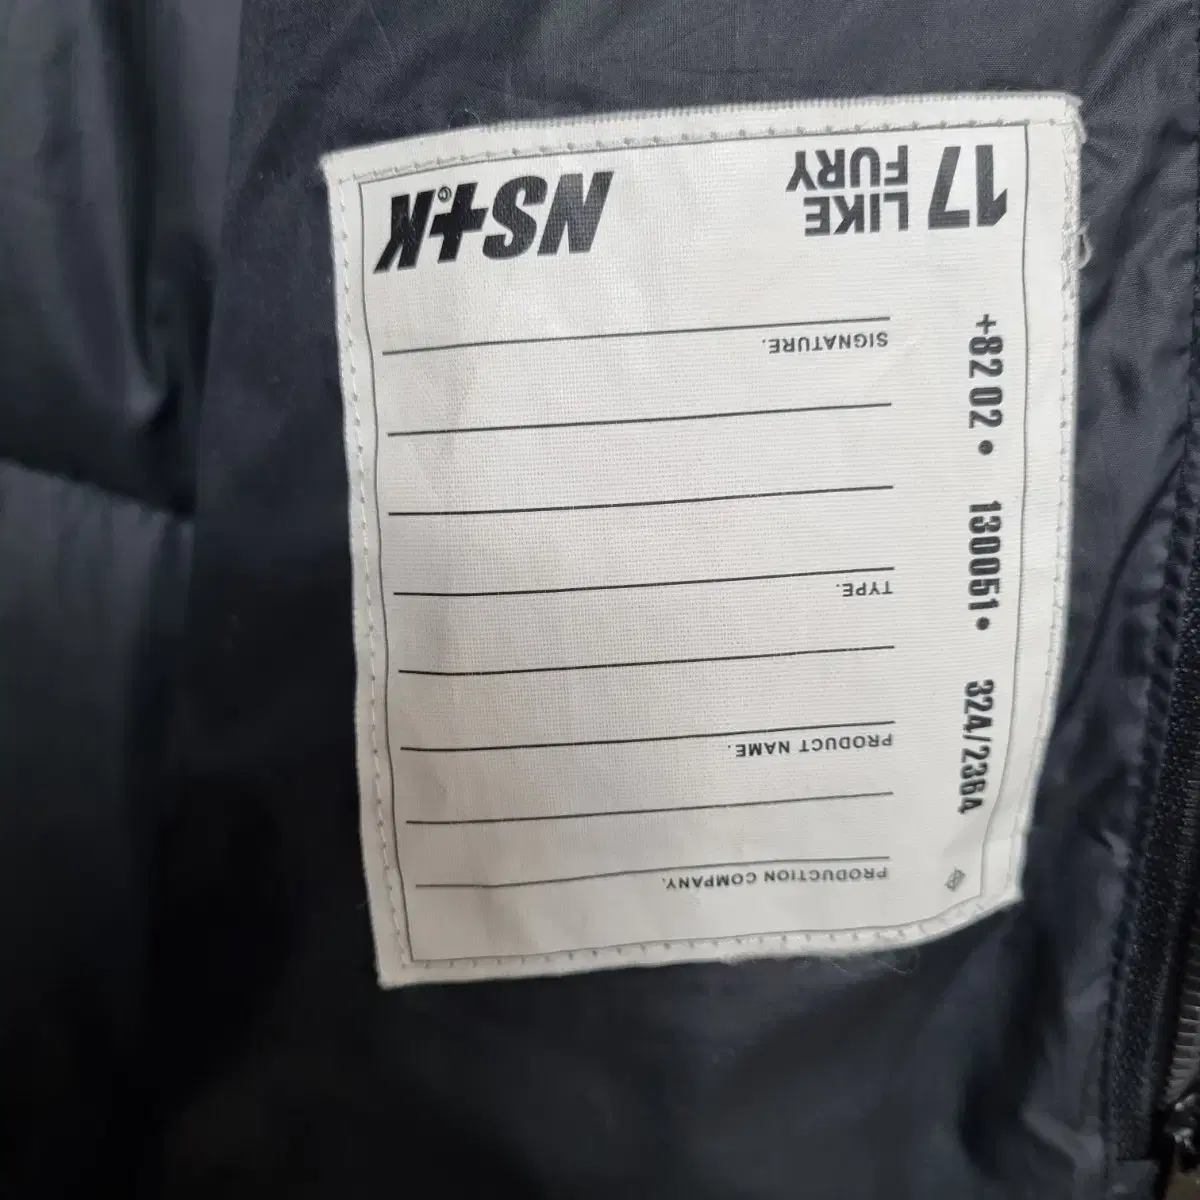 PRODUCTION COMPANY.
PRODUCT NAME.
TYPE.
SIGNATURE.
+82 02 • 130051 • 324/2364
17 LIKE
FURY
NS+K©